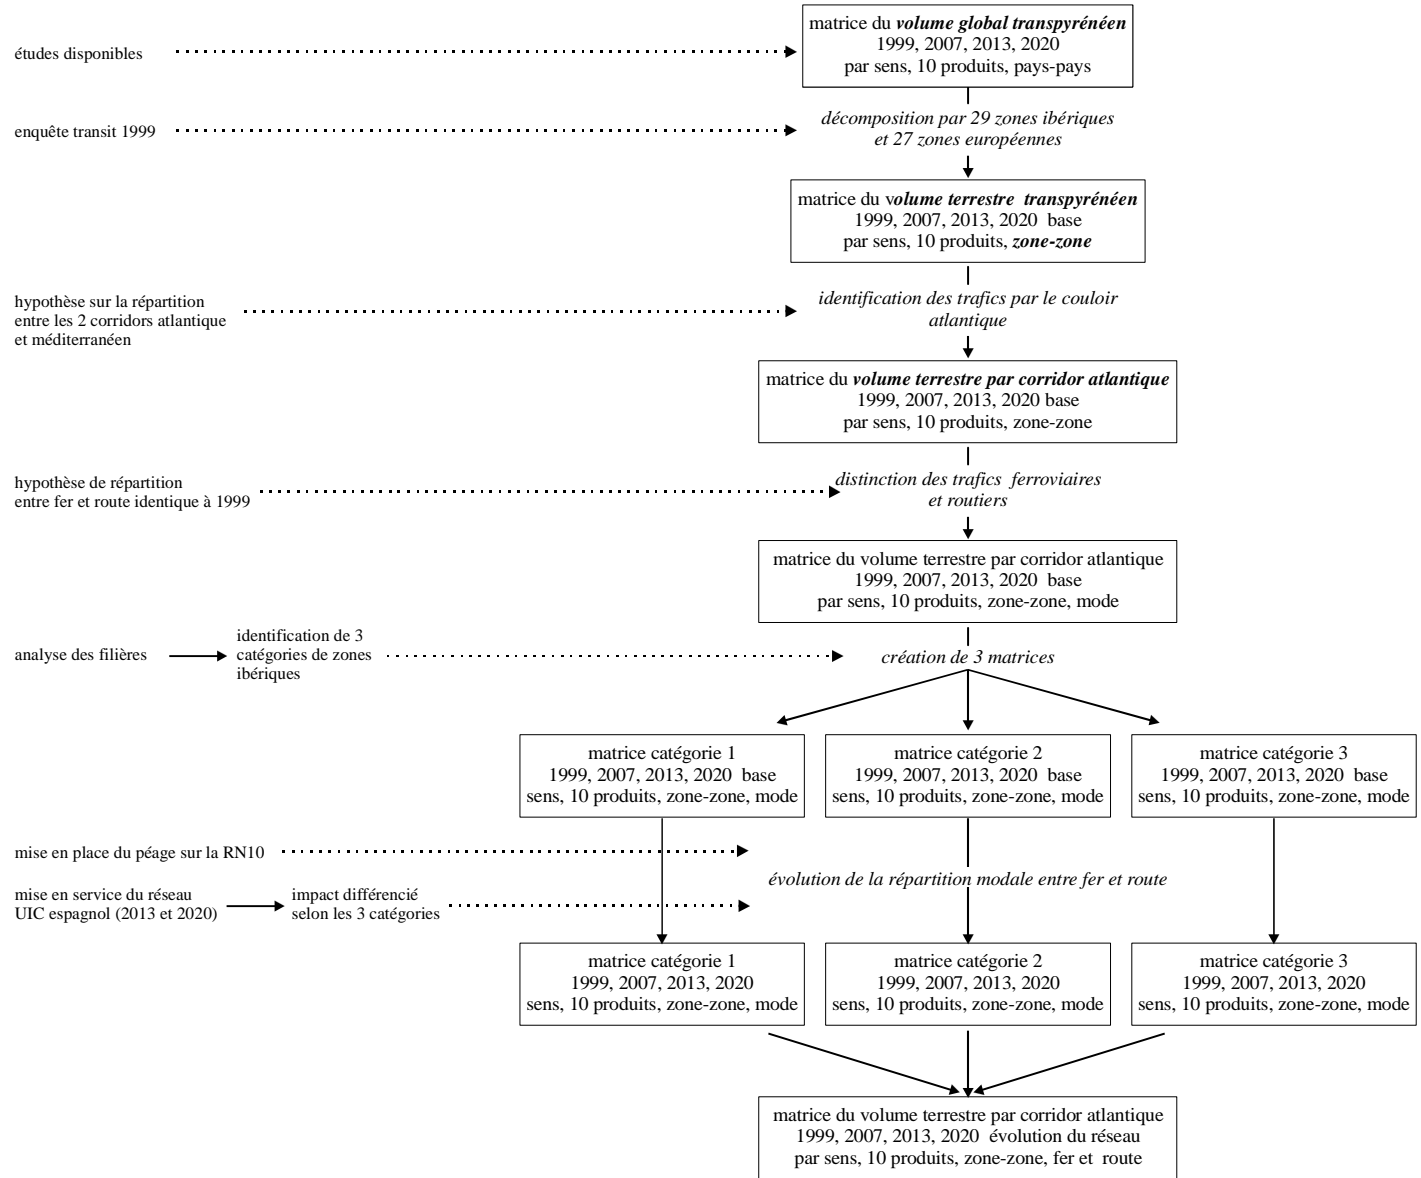 matrice du volume global transpyrénéen
1999, 2007, 2013, 2020
par sens, 10 produits, pays-pays
études disponibles
enquête transit 1999
décomposition par 29 zones ibériques
et 27 zones européennes
matrice du volume terrestre transpyrénéen
1999, 2007, 2013, 2020 base
par sens, 10 produits, zone-zone
hypothèse sur la répartition
entre les 2 corridors atlantique
et méditerranéen
identification des trafics par le couloir
atlantique
matrice du volume terrestre par corridor atlantique
1999, 2007, 2013, 2020 base
par sens, 10 produits, zone-zone
hypothèse de répartition
entre fer et route identique à 1999
distinction des trafics ferroviaires
et routiers
matrice du volume terrestre par corridor atlantique
1999, 2007, 2013, 2020 base
par sens, 10 produits, zone-zone, mode
analyse des filières
identification de 3
catégories de zones
ibériques
création de 3 matrices
matrice catégorie 1
1999, 2007, 2013, 2020 base
sens, 10 produits, zone-zone, mode
matrice catégorie 2
1999, 2007, 2013, 2020 base
sens, 10 produits, zone-zone, mode
matrice catégorie 3
1999, 2007, 2013, 2020 base
sens, 10 produits, zone-zone, mode
mise en place du péage sur la RN10
mise en service du réseau
UIC espagnol (2013 et 2020)
impact différencié
selon les 3 catégories
évolution de la répartition modale entre fer et route
matrice catégorie 1
1999, 2007, 2013, 2020
sens, 10 produits, zone-zone, mode
matrice catégorie 2
1999, 2007, 2013, 2020
sens, 10 produits, zone-zone, mode
matrice catégorie 3
1999, 2007, 2013, 2020
sens, 10 produits, zone-zone, mode
matrice du volume terrestre par corridor atlantique
1999, 2007, 2013, 2020 évolution du réseau
par sens, 10 produits, zone-zone, fer et route